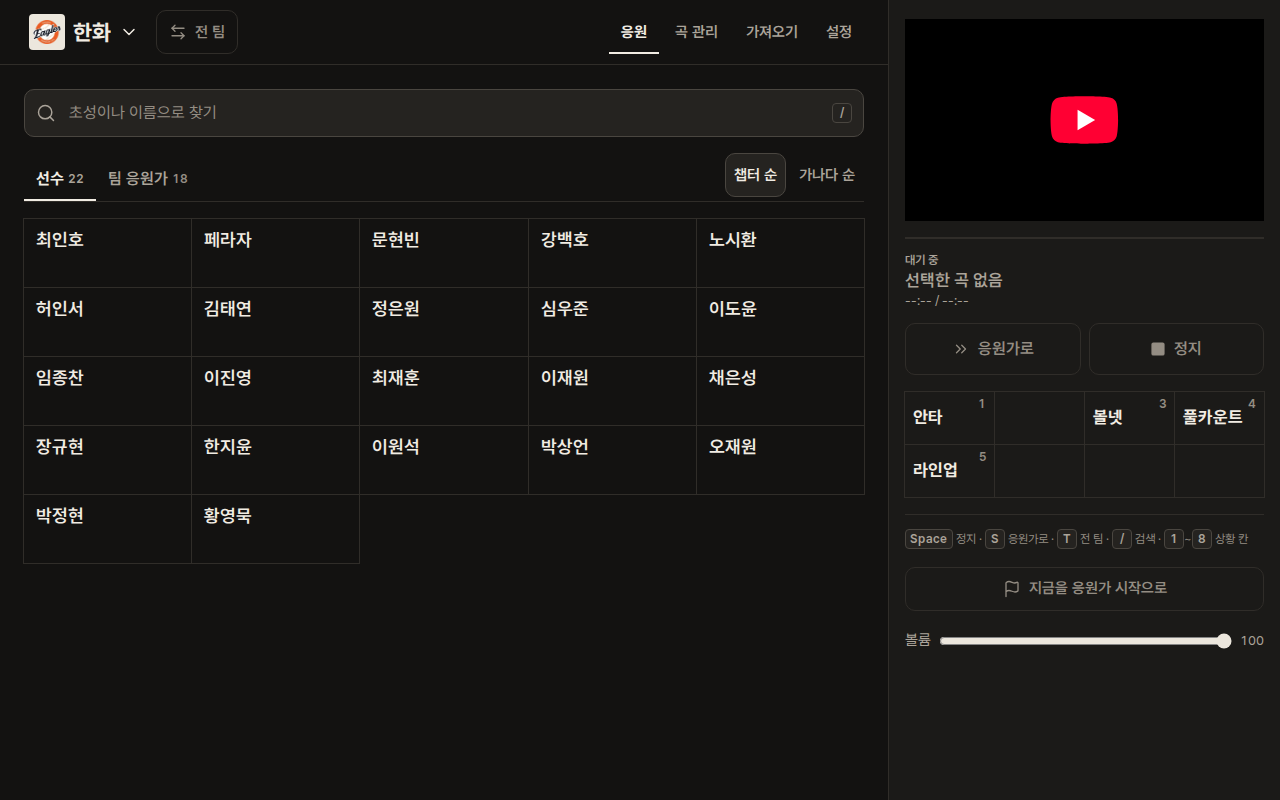 Eagles 한화 전 팀 응원 곡 관리 가져오기 설정
초성이나 이름으로 찾기 /
선수 22 팀 응원가 18 챕터 순 가나다 순
최인호 페라자 문현빈 강백호 노시환
허인서 김태연 정은원 심우준 이도윤
임종찬 이진영 최재훈 이재원 채은성
장규현 한지윤 이원석 박상언 오재원
박정현 황영묵
대기 중
선택한 곡 없음
--:-- / --:--
응원가로 정지
안타 1 볼넷 3 풀카운트 4
라인업 5
Space 정지 · S 응원가로 · T 전 팀 · / 검색 · 1 ~ 8 상황 칸
지금을 응원가 시작으로
볼륨 100